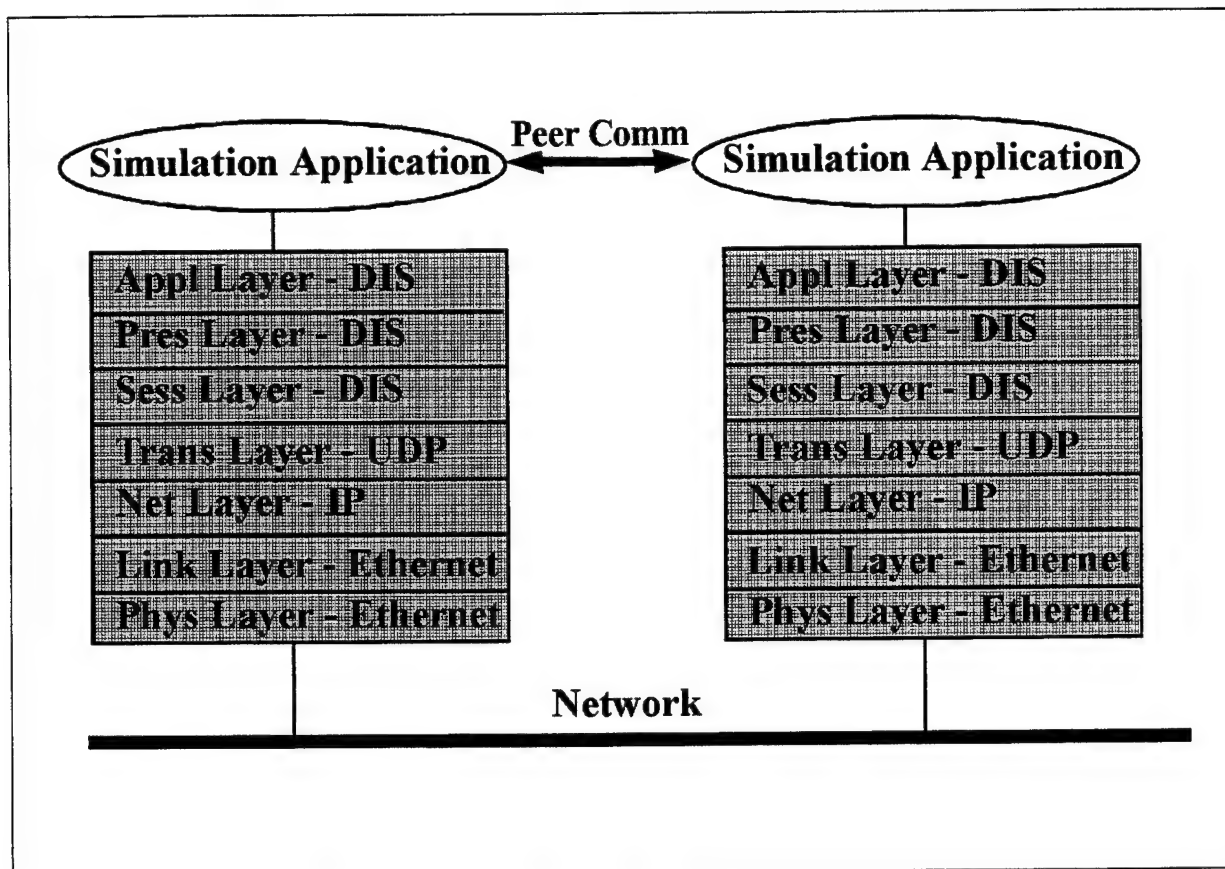 Peer Comm
Simulation Application
Simulation Application
Appl Layer - DIS
Pres Layer - DIS
Sess Layer - DIS
Trans Layer - UDP
Net Layer - IP
Link Layer - Ethernet
Phys Layer - Ethernet
Appl Layer - DIS
Pres Layer - DIS
Sess Layer - DIS
Trans Layer - UDP
Net Layer - IP
Link Layer - Ethernet
Phys Layer - Ethernet
Network